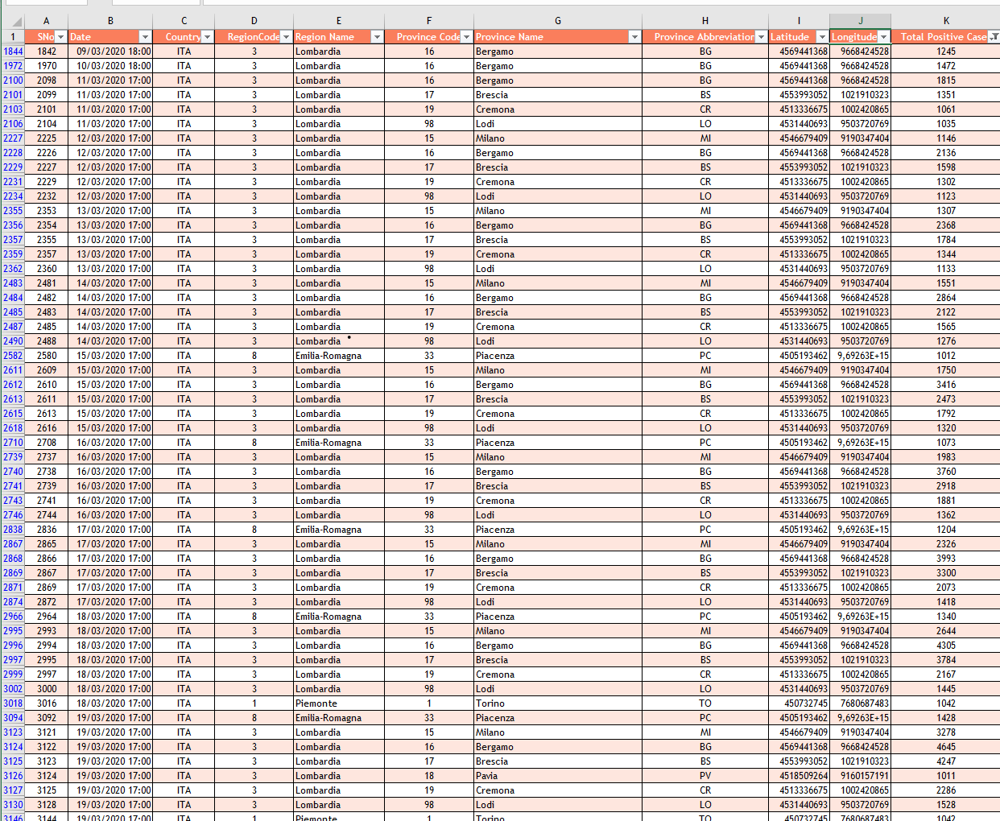 A B C D E F G H I J K
1 SNo Date Country RegionCode Region Name Province Code Province Name Province Abbreviation Latitude Longitude Total Positive Case
1844 1842 09/03/2020 18:00 ITA 3 Lombardia 16 Bergamo BG 4569441368 9668424528 1245
1972 1970 10/03/2020 18:00 ITA 3 Lombardia 16 Bergamo BG 4569441368 9668424528 1472
2100 2098 11/03/2020 17:00 ITA 3 Lombardia 16 Bergamo BG 4569441368 9668424528 1815
2101 2099 11/03/2020 17:00 ITA 3 Lombardia 17 Brescia BS 4553993052 1021910323 1351
2103 2101 11/03/2020 17:00 ITA 3 Lombardia 19 Cremona CR 4513336675 1002420865 1061
2106 2104 11/03/2020 17:00 ITA 3 Lombardia 98 Lodi LO 4531440693 9503720769 1035
2227 2225 12/03/2020 17:00 ITA 3 Lombardia 15 Milano MI 4546679409 9190347404 1146
2228 2226 12/03/2020 17:00 ITA 3 Lombardia 16 Bergamo BG 4569441368 9668424528 2136
2229 2227 12/03/2020 17:00 ITA 3 Lombardia 17 Brescia BS 4553993052 1021910323 1598
2231 2229 12/03/2020 17:00 ITA 3 Lombardia 19 Cremona CR 4513336675 1002420865 1302
2234 2232 12/03/2020 17:00 ITA 3 Lombardia 98 Lodi LO 4531440693 9503720769 1123
2355 2353 13/03/2020 17:00 ITA 3 Lombardia 15 Milano MI 4546679409 9190347404 1307
2356 2354 13/03/2020 17:00 ITA 3 Lombardia 16 Bergamo BG 4569441368 9668424528 2368
2357 2355 13/03/2020 17:00 ITA 3 Lombardia 17 Brescia BS 4553993052 1021910323 1784
2359 2357 13/03/2020 17:00 ITA 3 Lombardia 19 Cremona CR 4513336675 1002420865 1344
2362 2360 13/03/2020 17:00 ITA 3 Lombardia 98 Lodi LO 4531440693 9503720769 1133
2483 2481 14/03/2020 17:00 ITA 3 Lombardia 15 Milano MI 4546679409 9190347404 1551
2484 2482 14/03/2020 17:00 ITA 3 Lombardia 16 Bergamo BG 4569441368 9668424528 2864
2485 2483 14/03/2020 17:00 ITA 3 Lombardia 17 Brescia BS 4553993052 1021910323 2122
2487 2485 14/03/2020 17:00 ITA 3 Lombardia 19 Cremona CR 4513336675 1002420865 1565
2490 2488 14/03/2020 17:00 ITA 3 Lombardia 98 Lodi LO 4531440693 9503720769 1276
2582 2580 15/03/2020 17:00 ITA 8 Emilia-Romagna 33 Piacenza PC 4505193462 9,69263E+15 1012
2611 2609 15/03/2020 17:00 ITA 3 Lombardia 15 Milano MI 4546679409 9190347404 1750
2612 2610 15/03/2020 17:00 ITA 3 Lombardia 16 Bergamo BG 4569441368 9668424528 3416
2613 2611 15/03/2020 17:00 ITA 3 Lombardia 17 Brescia BS 4553993052 1021910323 2473
2615 2613 15/03/2020 17:00 ITA 3 Lombardia 19 Cremona CR 4513336675 1002420865 1792
2618 2616 15/03/2020 17:00 ITA 3 Lombardia 98 Lodi LO 4531440693 9503720769 1320
2710 2708 16/03/2020 17:00 ITA 8 Emilia-Romagna 33 Piacenza PC 4505193462 9,69263E+15 1073
2739 2737 16/03/2020 17:00 ITA 3 Lombardia 15 Milano MI 4546679409 9190347404 1983
2740 2738 16/03/2020 17:00 ITA 3 Lombardia 16 Bergamo BG 4569441368 9668424528 3760
2741 2739 16/03/2020 17:00 ITA 3 Lombardia 17 Brescia BS 4553993052 1021910323 2918
2743 2741 16/03/2020 17:00 ITA 3 Lombardia 19 Cremona CR 4513336675 1002420865 1881
2746 2744 16/03/2020 17:00 ITA 3 Lombardia 98 Lodi LO 4531440693 9503720769 1362
2838 2836 17/03/2020 17:00 ITA 8 Emilia-Romagna 33 Piacenza PC 4505193462 9,69263E+15 1204
2867 2865 17/03/2020 17:00 ITA 3 Lombardia 15 Milano MI 4546679409 9190347404 2326
2868 2866 17/03/2020 17:00 ITA 3 Lombardia 16 Bergamo BG 4569441368 9668424528 3993
2869 2867 17/03/2020 17:00 ITA 3 Lombardia 17 Brescia BS 4553993052 1021910323 3300
2871 2869 17/03/2020 17:00 ITA 3 Lombardia 19 Cremona CR 4513336675 1002420865 2073
2874 2872 17/03/2020 17:00 ITA 3 Lombardia 98 Lodi LO 4531440693 9503720769 1418
2966 2964 18/03/2020 17:00 ITA 8 Emilia-Romagna 33 Piacenza PC 4505193462 9,69263E+15 1340
2995 2993 18/03/2020 17:00 ITA 3 Lombardia 15 Milano MI 4546679409 9190347404 2644
2996 2994 18/03/2020 17:00 ITA 3 Lombardia 16 Bergamo BG 4569441368 9668424528 4305
2997 2995 18/03/2020 17:00 ITA 3 Lombardia 17 Brescia BS 4553993052 1021910323 3784
2999 2997 18/03/2020 17:00 ITA 3 Lombardia 19 Cremona CR 4513336675 1002420865 2167
3002 3000 18/03/2020 17:00 ITA 3 Lombardia 98 Lodi LO 4531440693 9503720769 1445
3018 3016 18/03/2020 17:00 ITA 1 Piemonte 1 Torino TO 450732745 7680687483 1042
3094 3092 19/03/2020 17:00 ITA 8 Emilia-Romagna 33 Piacenza PC 4505193462 9,69263E+15 1428
3123 3121 19/03/2020 17:00 ITA 3 Lombardia 15 Milano MI 4546679409 9190347404 3278
3124 3122 19/03/2020 17:00 ITA 3 Lombardia 16 Bergamo BG 4569441368 9668424528 4645
3125 3123 19/03/2020 17:00 ITA 3 Lombardia 17 Brescia BS 4553993052 1021910323 4247
3126 3124 19/03/2020 17:00 ITA 3 Lombardia 18 Pavia PV 4518509264 9160157191 1011
3127 3125 19/03/2020 17:00 ITA 3 Lombardia 19 Cremona CR 4513336675 1002420865 2286
3130 3128 19/03/2020 17:00 ITA 3 Lombardia 98 Lodi LO 4531440693 9503720769 1528
3146 3144 19/03/2020 17:00 ITA 1 Piemonte 1 Torino TO 450732745 7680687483 1042